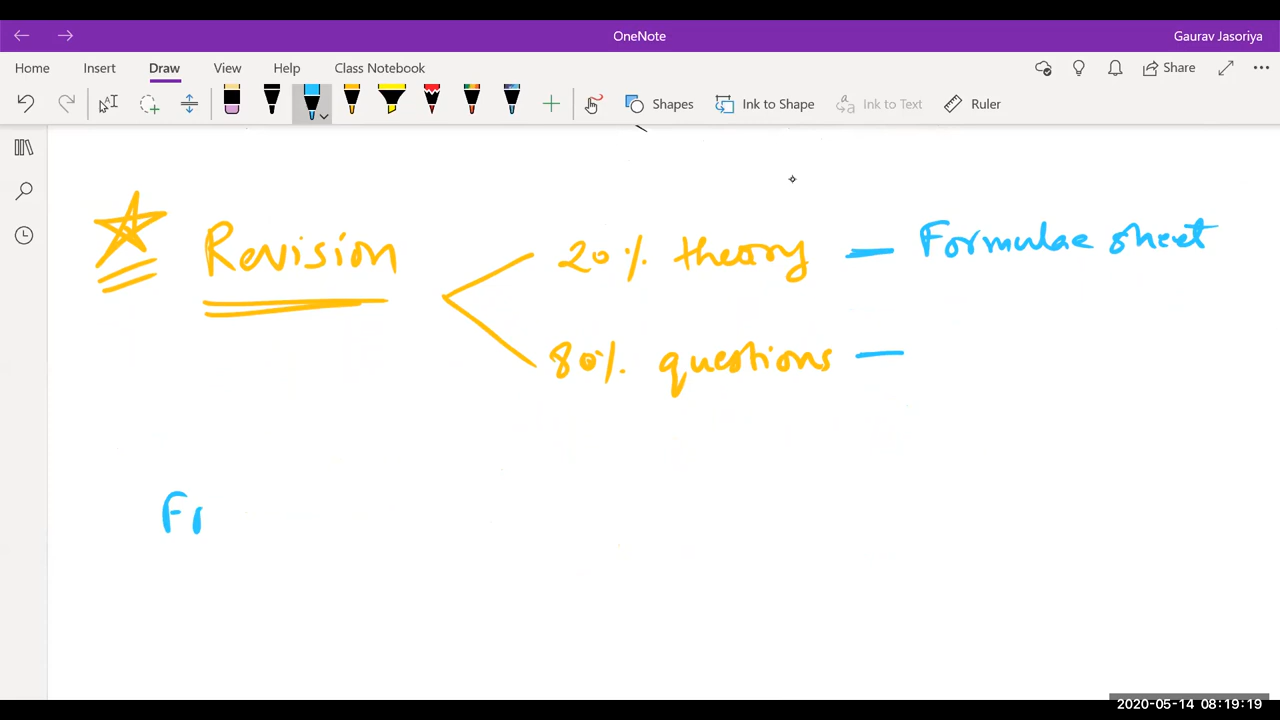 OneNote
Gaurav Jasoriya
Home Insert Draw View Help Class Notebook Share
Shapes Ink to Shape Ink to Text Ruler
Revision
20% theory — Formulae sheet
80% questions —
2020-05-14 08:19:19